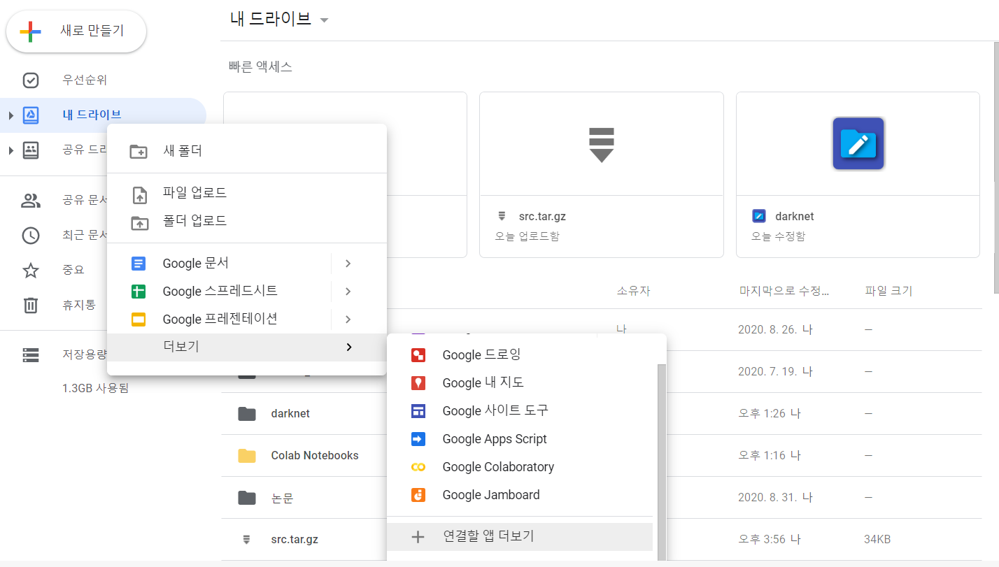 새로 만들기
우선순위
내 드라이브
공유 드라
공유 문서
최근 문서
중요
휴지통
저장용량
1.3GB 사용됨
내 드라이브
빠른 액세스
src.tar.gz
오늘 업로드함
darknet
오늘 수정함
새 폴더
파일 업로드
폴더 업로드
Google 문서
Google 스프레드시트
Google 프레젠테이션
더보기
Google 드로잉
Google 내 지도
Google 사이트 도구
Google Apps Script
Google Colaboratory
Google Jamboard
연결할 앱 더보기
소유자 마지막으로 수정... 파일 크기
나 2020. 8. 26. 나 —
2020. 7. 19. 나 —
darknet 오후 1:26 나 —
Colab Notebooks 오후 1:16 나 —
논문 2020. 8. 31. 나 —
src.tar.gz 오후 3:56 나 34KB